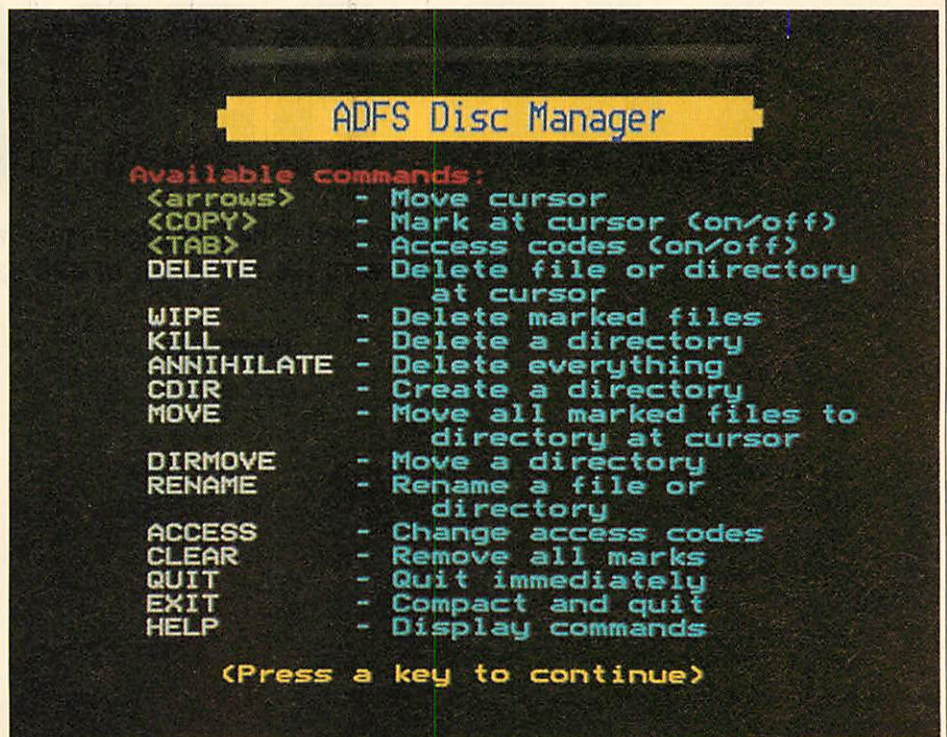 ADFS Disc Manager
Available commands:
<arrows> - Move cursor
<COPY> - Mark at cursor (on/off)
<TAB> - Access codes (on/off)
DELETE - Delete file or directory
at cursor
WIPE - Delete marked files
KILL - Delete a directory
ANNIHILATE - Delete everything
CDIR - Create a directory
MOVE - Move all marked files to
directory at cursor
DIRMOVE - Move a directory
RENAME - Rename a file or
directory
ACCESS - Change access codes
CLEAR - Remove all marks
QUIT - Quit immediately
EXIT - Compact and quit
HELP - Display commands
(Press a key to continue)